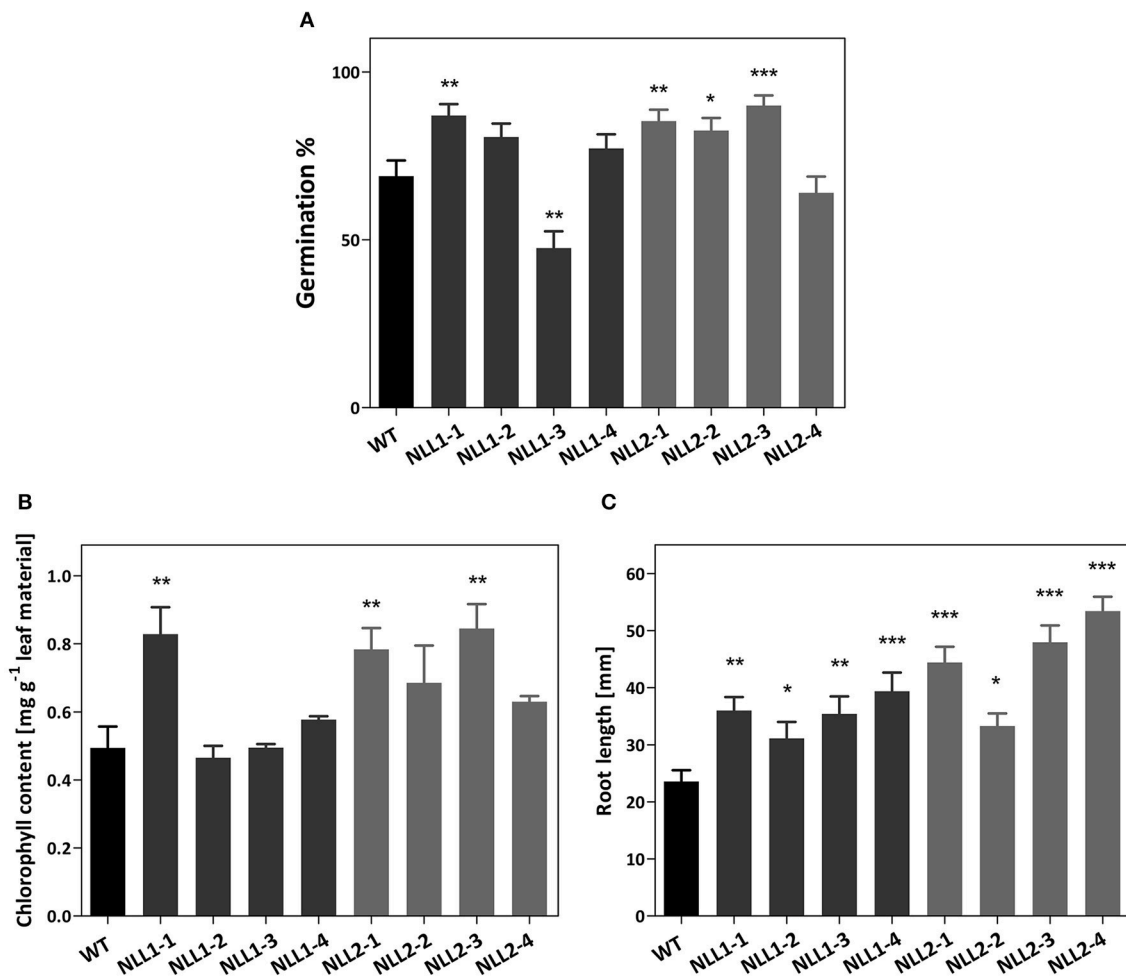 A
Germination %
100
50
0
** ** * *** **
WT NLL1-1 NLL1-2 NLL1-3 NLL1-4 NLL2-1 NLL2-2 NLL2-3 NLL2-4
B
Chlorophyll content [mg g⁻¹ leaf material]
1.0
0.8
0.6
0.4
0.2
0.0
** ** **
WT NLL1-1 NLL1-2 NLL1-3 NLL1-4 NLL2-1 NLL2-2 NLL2-3 NLL2-4
C
Root length [mm]
60
50
40
30
20
10
0
** * ** *** *** * *** ***
WT NLL1-1 NLL1-2 NLL1-3 NLL1-4 NLL2-1 NLL2-2 NLL2-3 NLL2-4